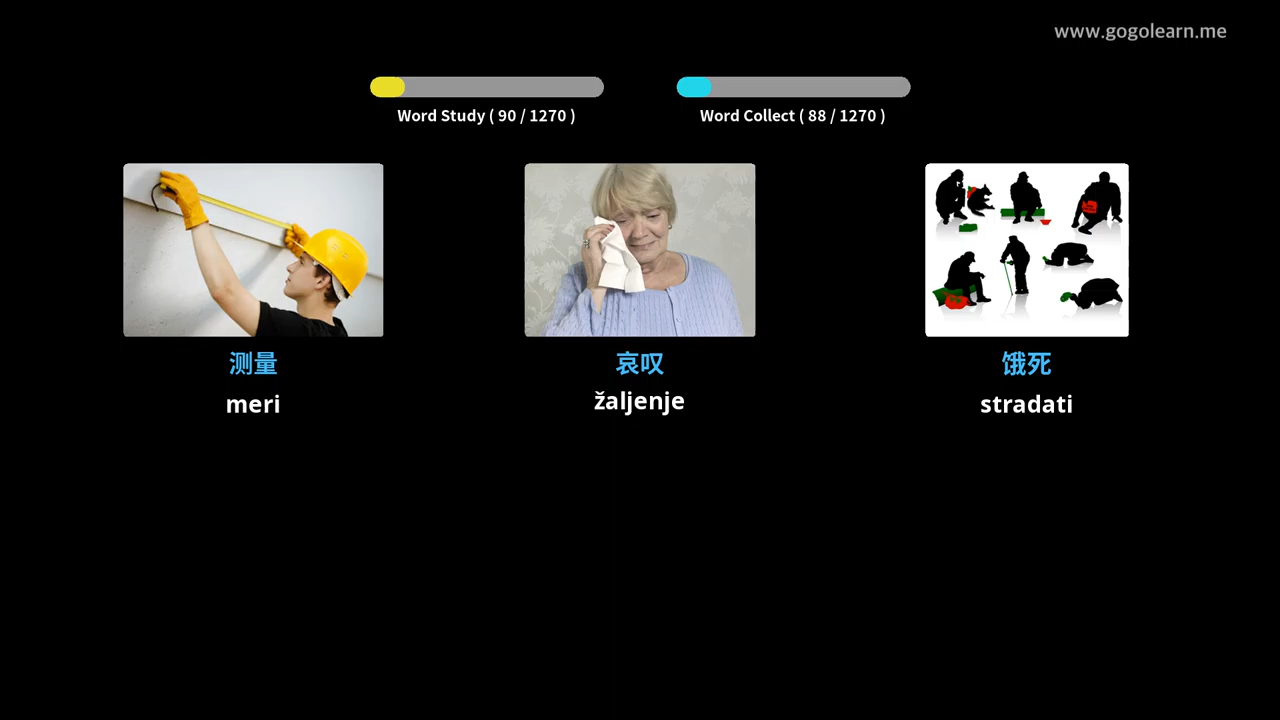 www.gogolearn.me
Word Study ( 90 / 1270 )
Word Collect ( 88 / 1270 )
测量
哀叹
饿死
meri
žaljenje
stradati